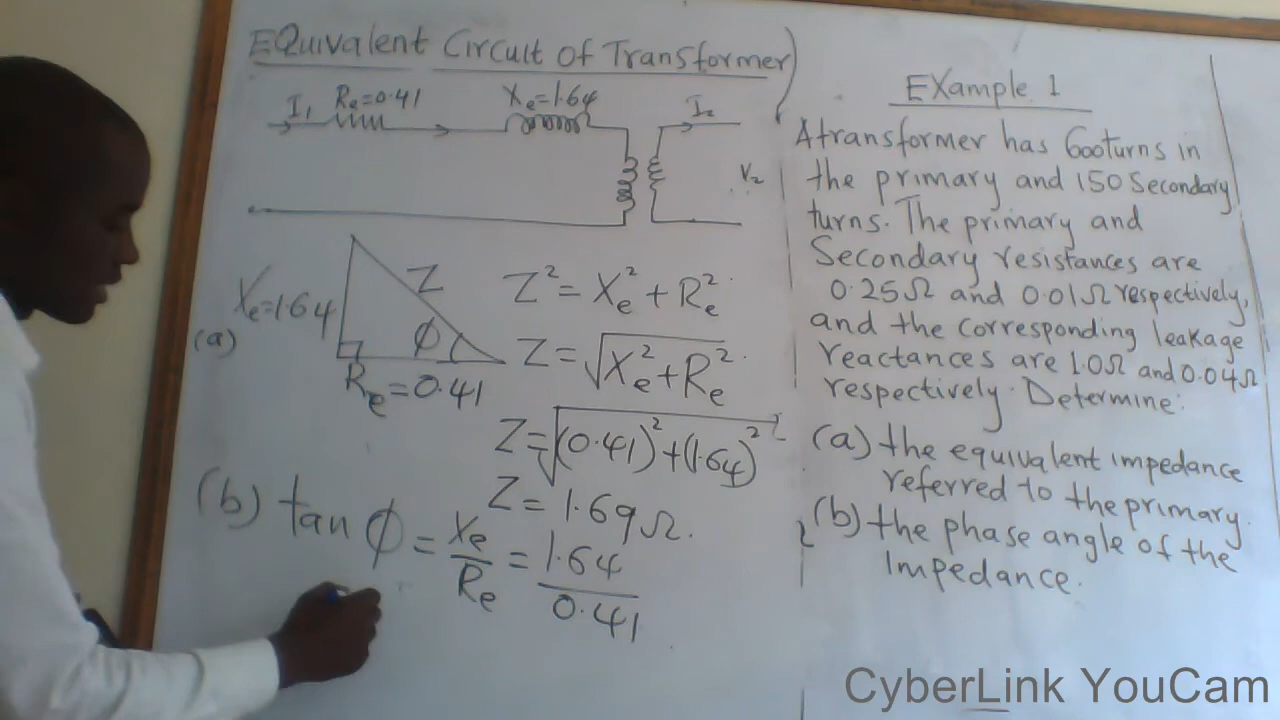 EQuivalent Circuit of Transformer
I₁ Re=0.41 Xe=1.64 I₂
V₂
(a) Xe=1.64 Z ϕ
Re=0.41
Z² = Xe² + Re²
Z = √Xe² + Re²
Z = √(0.41)² + (1.64)²
Z = 1.69Ω.
(b) tan ϕ = Xe/Re = 1.64/0.41
EXample 1
A transformer has 600turns in
the primary and 150 Secondary
turns. The primary and
Secondary resistances are
0.25Ω and 0.01Ω respectively,
and the corresponding leakage
reactances are 1.0Ω and 0.04Ω
respectively. Determine:
(a) the equivalent impedance
referred to the primary.
(b) the phase angle of the
Impedance.
CyberLink YouCam